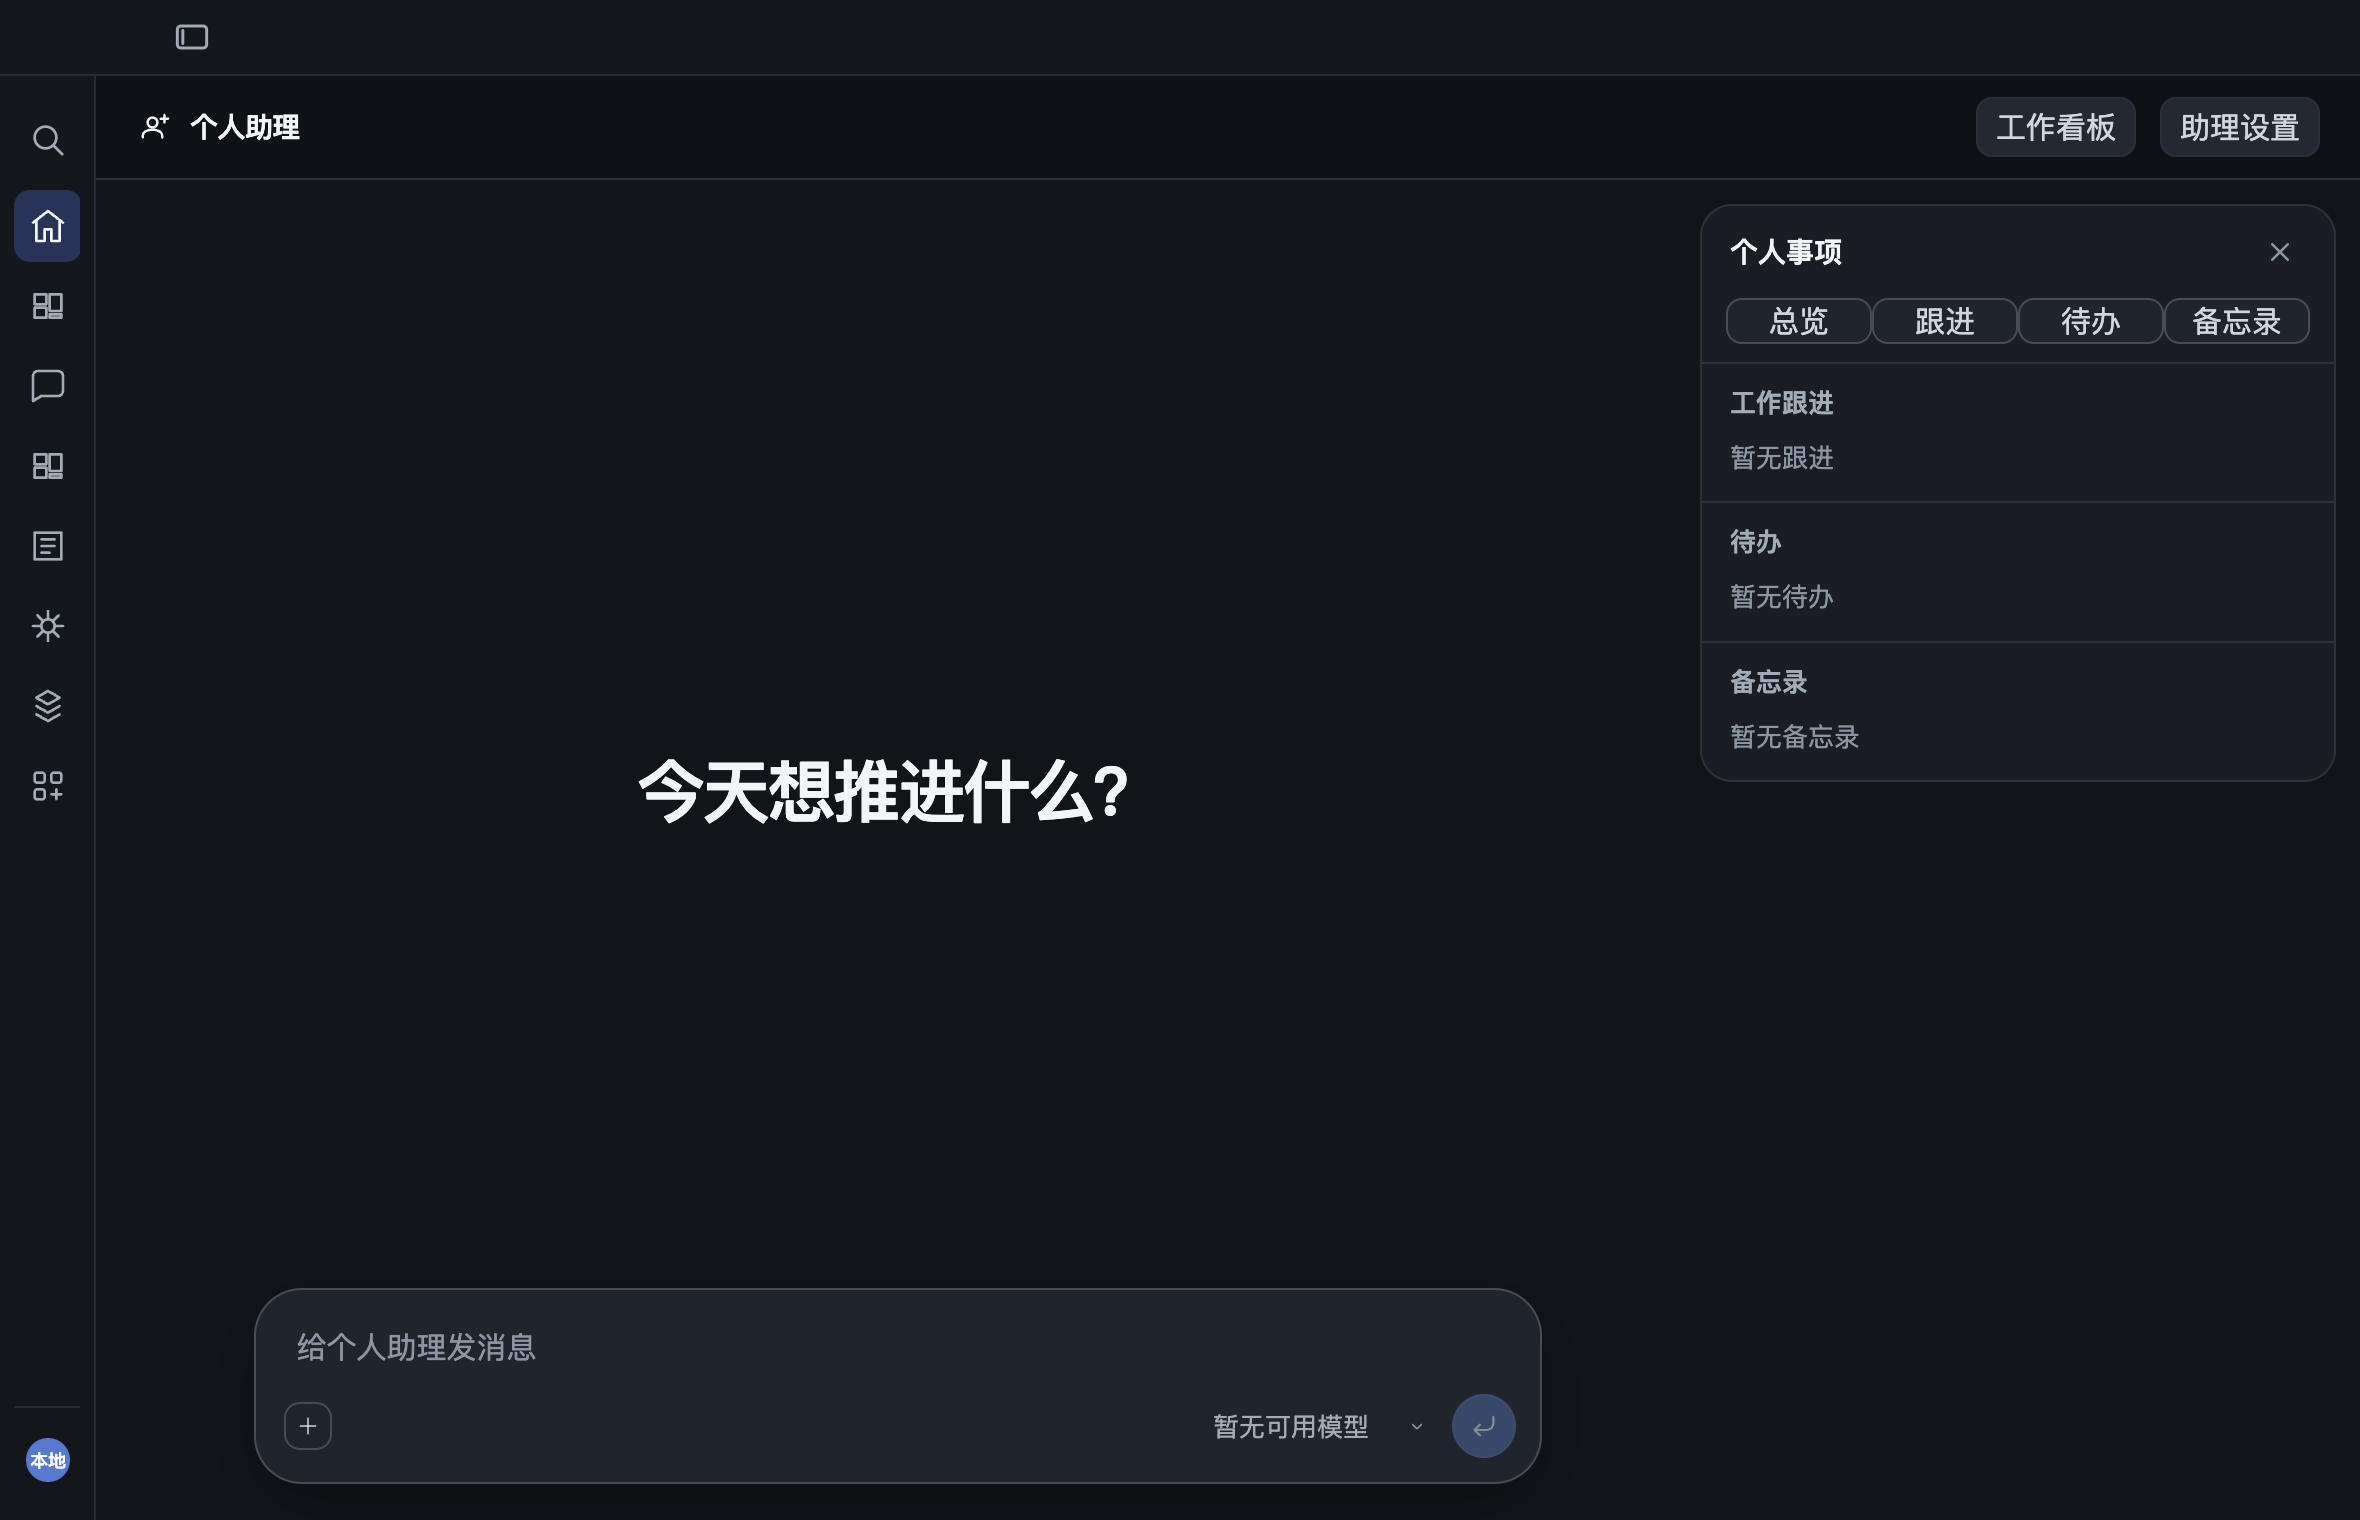 个人助理
工作看板
助理设置
个人事项
总览
跟进
待办
备忘录
工作跟进
暂无跟进
待办
暂无待办
备忘录
暂无备忘录
今天想推进什么?
给个人助理发消息
暂无可用模型
本地